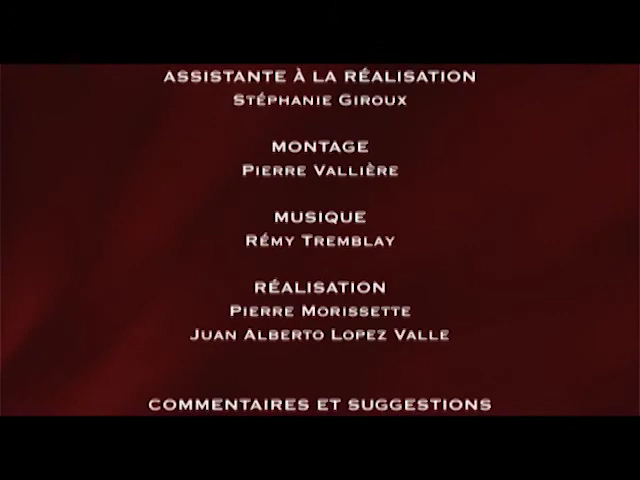 ASSISTANTE À LA RÉALISATION
STÉPHANIE GIROUX
MONTAGE
PIERRE VALLIÈRE
MUSIQUE
RÉMY TREMBLAY
RÉALISATION
PIERRE MORISSETTE
JUAN ALBERTO LOPEZ VALLE
COMMENTAIRES ET SUGGESTIONS